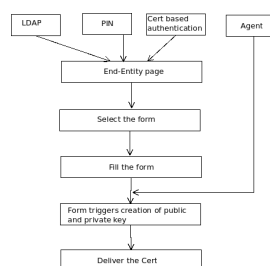 LDAP
PIN
Cert based
authentication
Agent
End-Entity page
Select the form
Fill the form
Form triggers creation of public
and private key
Deliver the Cert